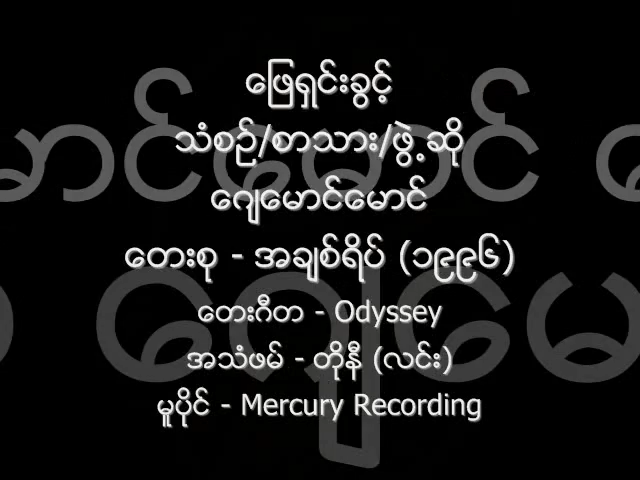 ဖြေရှင်းခွင့်
သံစဉ်/စာသား/ဖွဲ့ဆို
ဂျေမောင်မောင်
တေးစု - အချစ်ရိပ် (၁၉၉၆)
တေးဂီတ - Odyssey
အသံဖမ် - တိုနီ (လင်း)
မူပိုင် - Mercury Recording